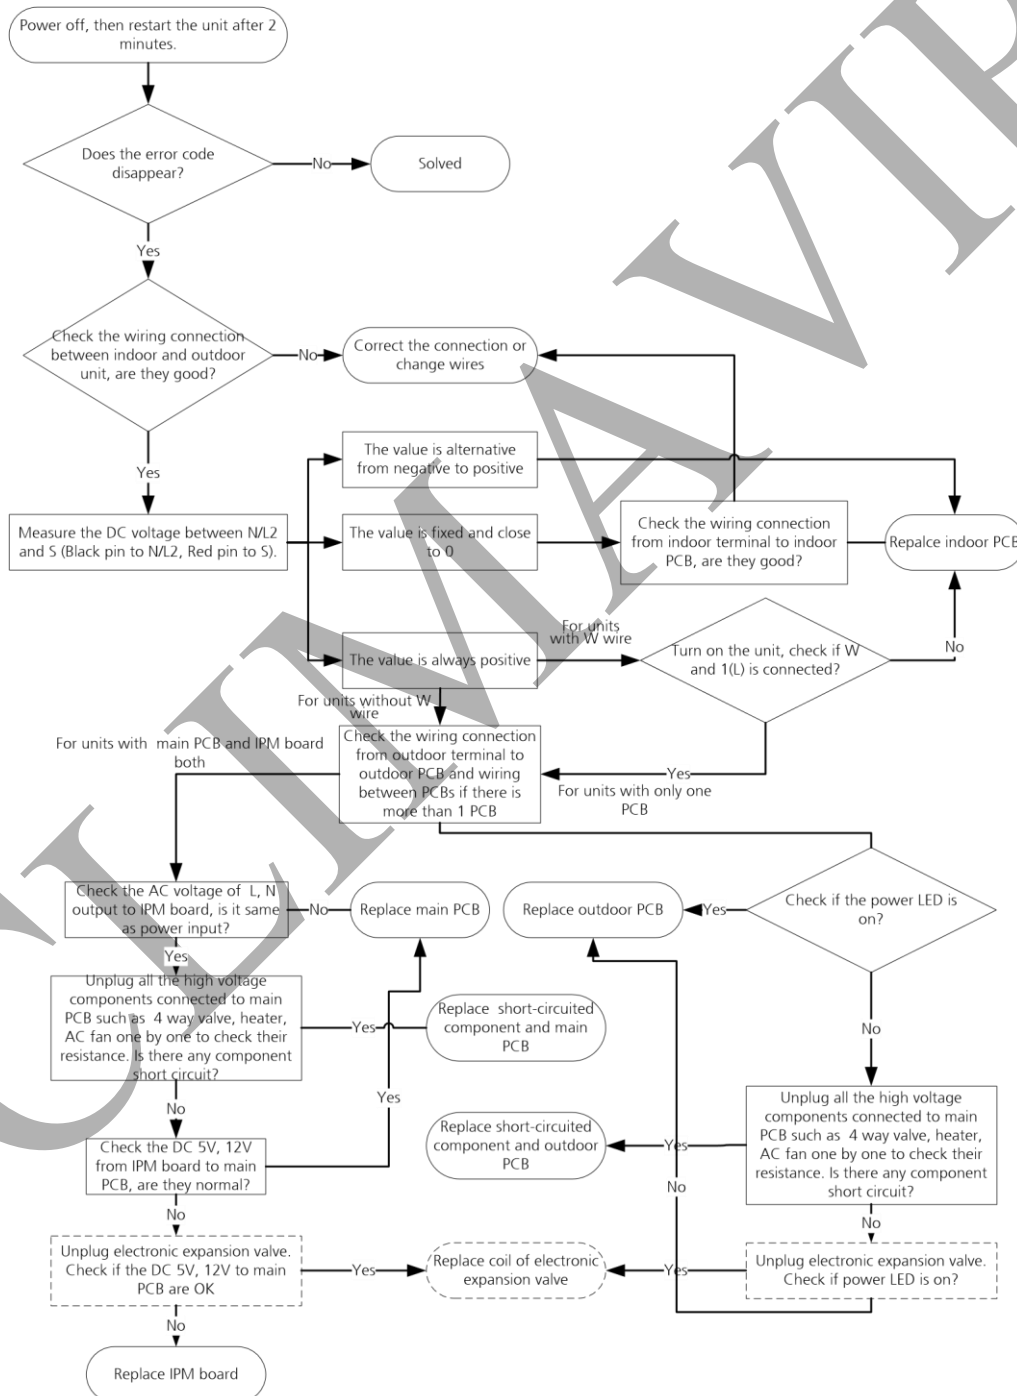 Power off, then restart the unit after 2
minutes.
Does the error code
disappear?
No
Solved
Yes
Check the wiring connection
between indoor and outdoor
unit, are they good?
No
Correct the connection or
change wires
Yes
The value is alternative
from negative to positive
Measure the DC voltage between N/L2
and S (Black pin to N/L2, Red pin to S).
The value is fixed and close
to 0
Check the wiring connection
from indoor terminal to indoor
PCB, are they good?
Repalce indoor PCB
The value is always positive
For units
with W wire
Turn on the unit, check if W
and 1(L) is connected?
No
For units without W
wire
For units with main PCB and IPM board
both
Check the wiring connection
from outdoor terminal to
outdoor PCB and wiring
between PCBs if there is
more than 1 PCB
Yes
For units with only one
PCB
Check the AC voltage of L, N
output to IPM board, is it same
as power input?
No
Replace main PCB
Replace outdoor PCB
Yes
Check if the power LED is
on?
Yes
Unplug all the high voltage
components connected to main
PCB such as 4 way valve, heater,
AC fan one by one to check their
resistance. Is there any component
short circuit?
Yes
Replace short-circuited
component and main
PCB
No
No
Yes
Check the DC 5V, 12V
from IPM board to main
PCB, are they normal?
Replace short-circuited
component and outdoor
PCB
Yes
Unplug all the high voltage
components connected to main
PCB such as 4 way valve, heater,
AC fan one by one to check their
resistance. Is there any component
short circuit?
No
No
No
Unplug electronic expansion valve.
Check if the DC 5V, 12V to main
PCB are OK
Yes
Replace coil of electronic
expansion valve
Yes
Unplug electronic expansion valve.
Check if power LED is on?
No
Replace IPM board
CLIMA VIP